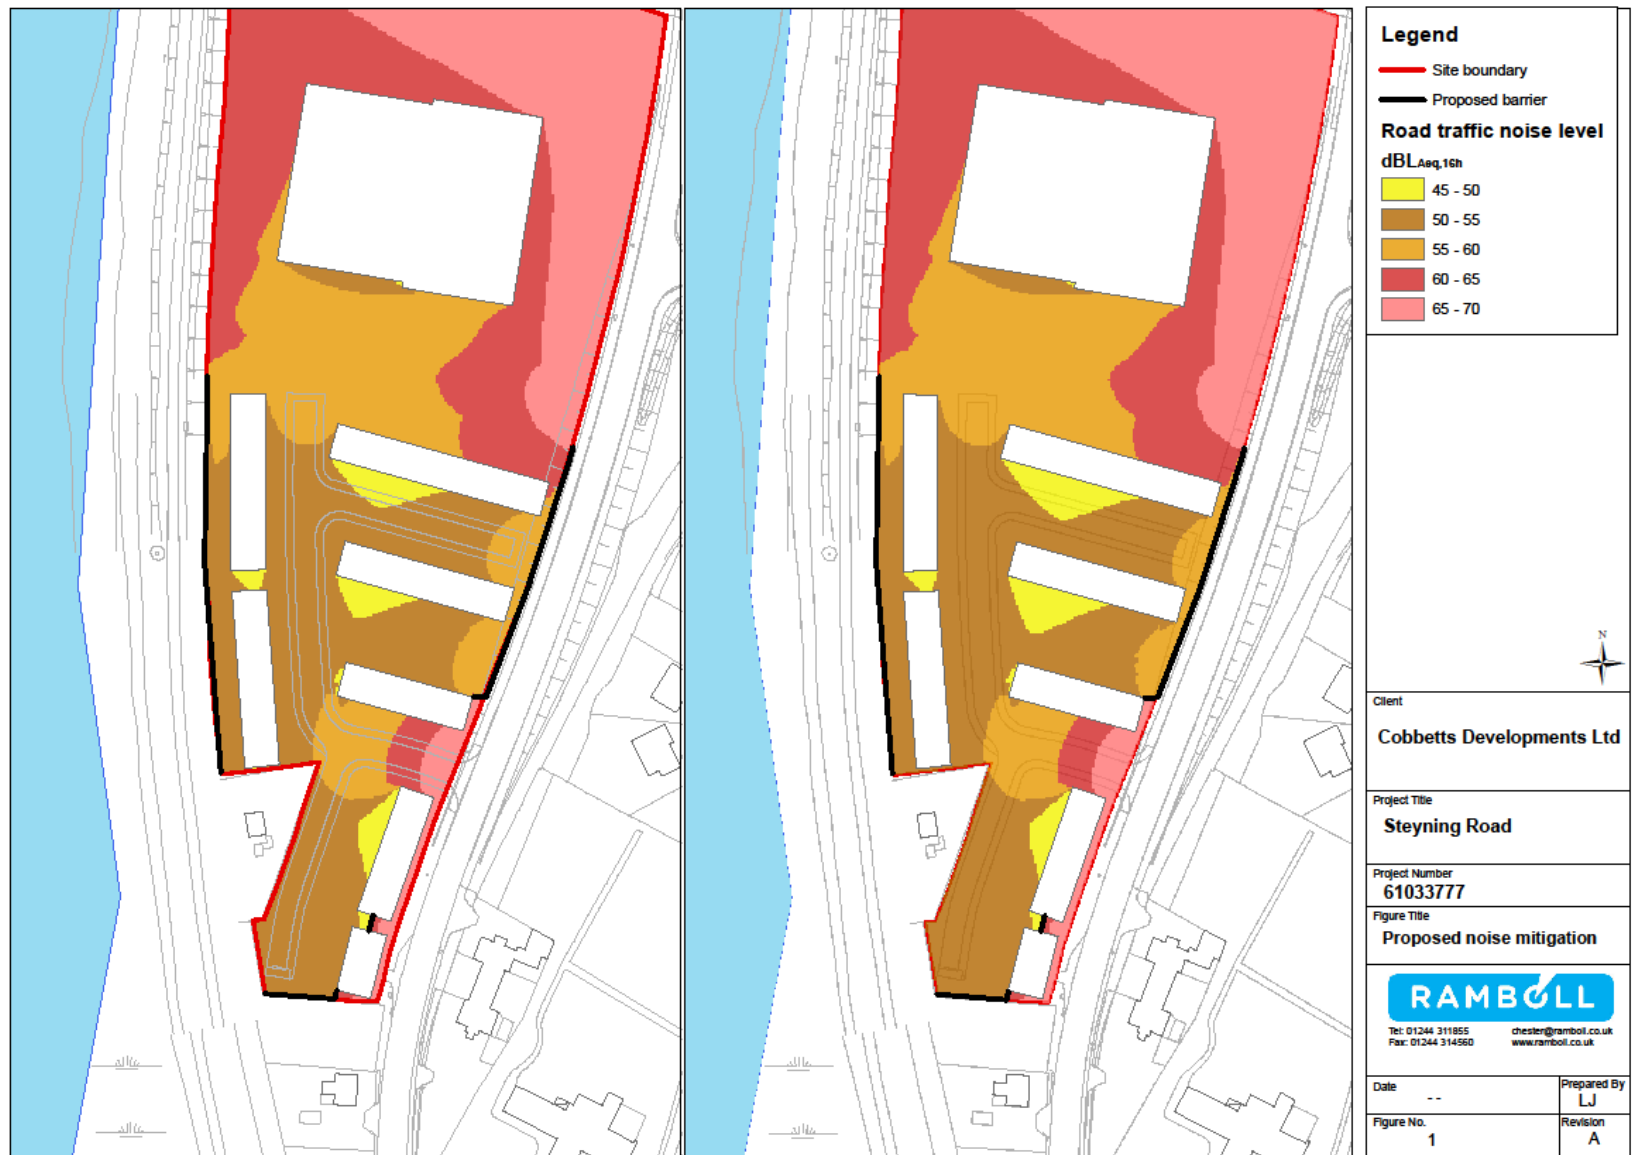 Legend
Site boundary
Proposed barrier
Road traffic noise level
dBLAeq,16h
45 - 50
50 - 55
55 - 60
60 - 65
65 - 70
N
Client
Cobbetts Developments Ltd
Project Title
Steyning Road
Project Number
61033777
Figure Title
Proposed noise mitigation
RAMBOLL
Tel: 01244 311855 chester@ramboll.co.uk
Fax: 01244 314560 www.ramboll.co.uk
Date Prepared By
- - LJ
Figure No. Revision
1 A